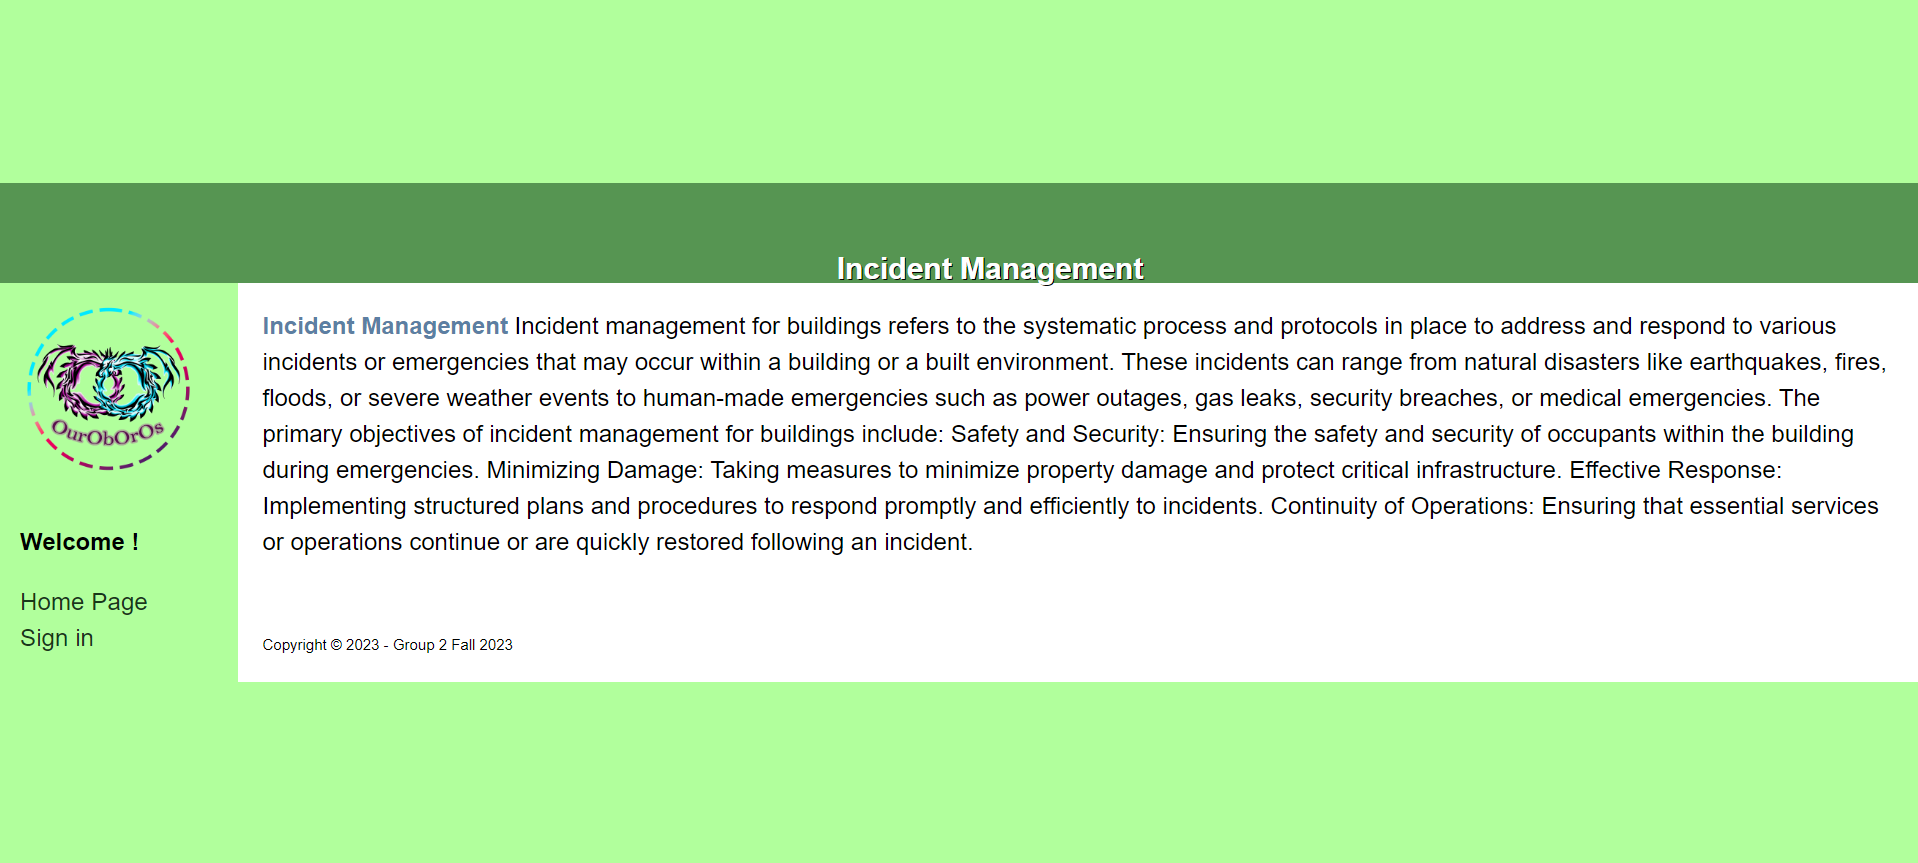 Incident Management
OurObOrOs
Welcome !
Home Page
Sign in
Incident Management Incident management for buildings refers to the systematic process and protocols in place to address and respond to various
incidents or emergencies that may occur within a building or a built environment. These incidents can range from natural disasters like earthquakes, fires,
floods, or severe weather events to human-made emergencies such as power outages, gas leaks, security breaches, or medical emergencies. The
primary objectives of incident management for buildings include: Safety and Security: Ensuring the safety and security of occupants within the building
during emergencies. Minimizing Damage: Taking measures to minimize property damage and protect critical infrastructure. Effective Response:
Implementing structured plans and procedures to respond promptly and efficiently to incidents. Continuity of Operations: Ensuring that essential services
or operations continue or are quickly restored following an incident.
Copyright © 2023 - Group 2 Fall 2023